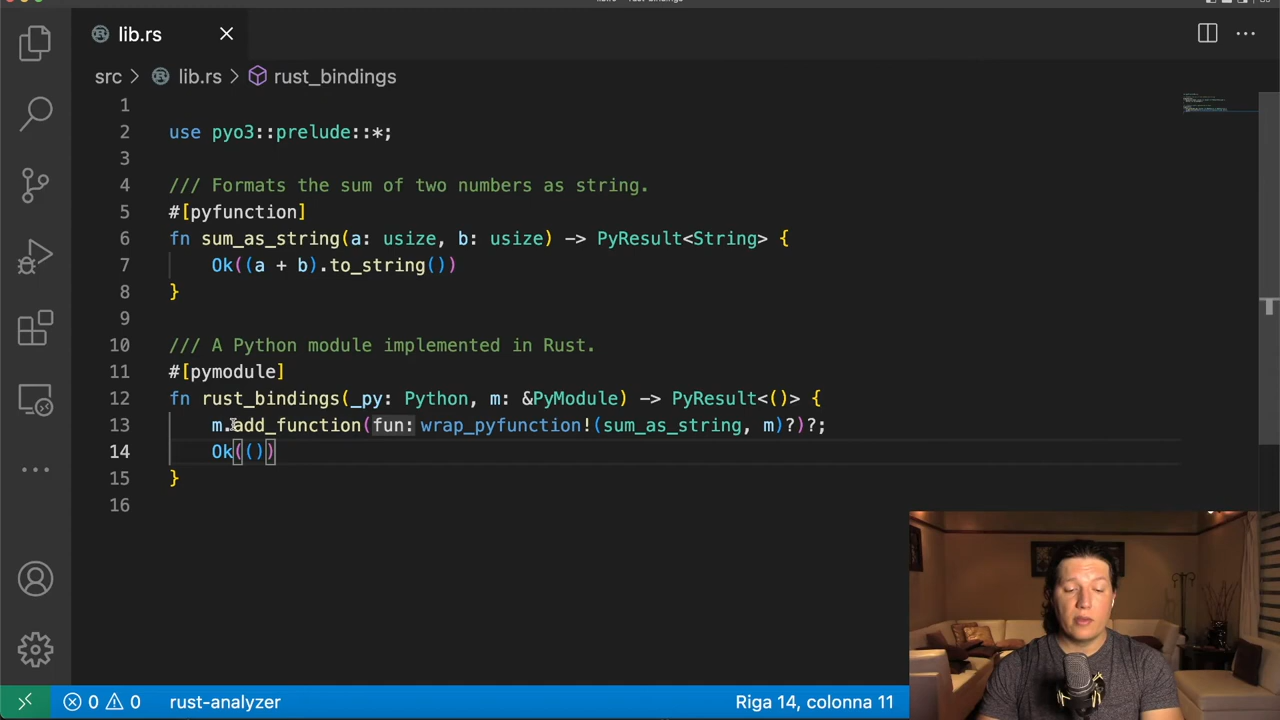 lib.rs
src > lib.rs > rust_bindings
1
2 use pyo3::prelude::*;
3
4 /// Formats the sum of two numbers as string.
5 #[pyfunction]
6 fn sum_as_string(a: usize, b: usize) -> PyResult<String> {
7 Ok((a + b).to_string())
8 }
9
10 /// A Python module implemented in Rust.
11 #[pymodule]
12 fn rust_bindings(_py: Python, m: &PyModule) -> PyResult<()> {
13 m.add_function(fun: wrap_pyfunction!(sum_as_string, m)?)?;
14 Ok(())
15 }
16
0 0 rust-analyzer Riga 14, colonna 11